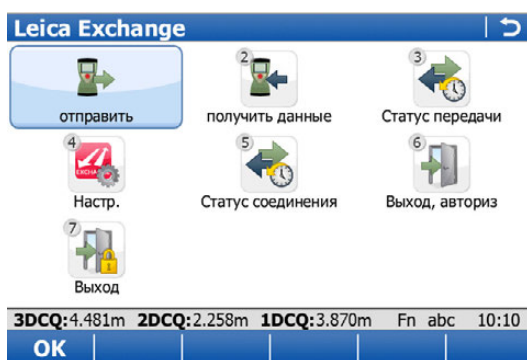 Leica Exchange
2 3
отправить получить данные Статус передачи
4 5 6
EXCHA
Настр. Статус соединения Выход, авториз
7
Выход
3DCQ:4.481m 2DCQ:2.258m 1DCQ:3.870m Fn abc 10:10
OK